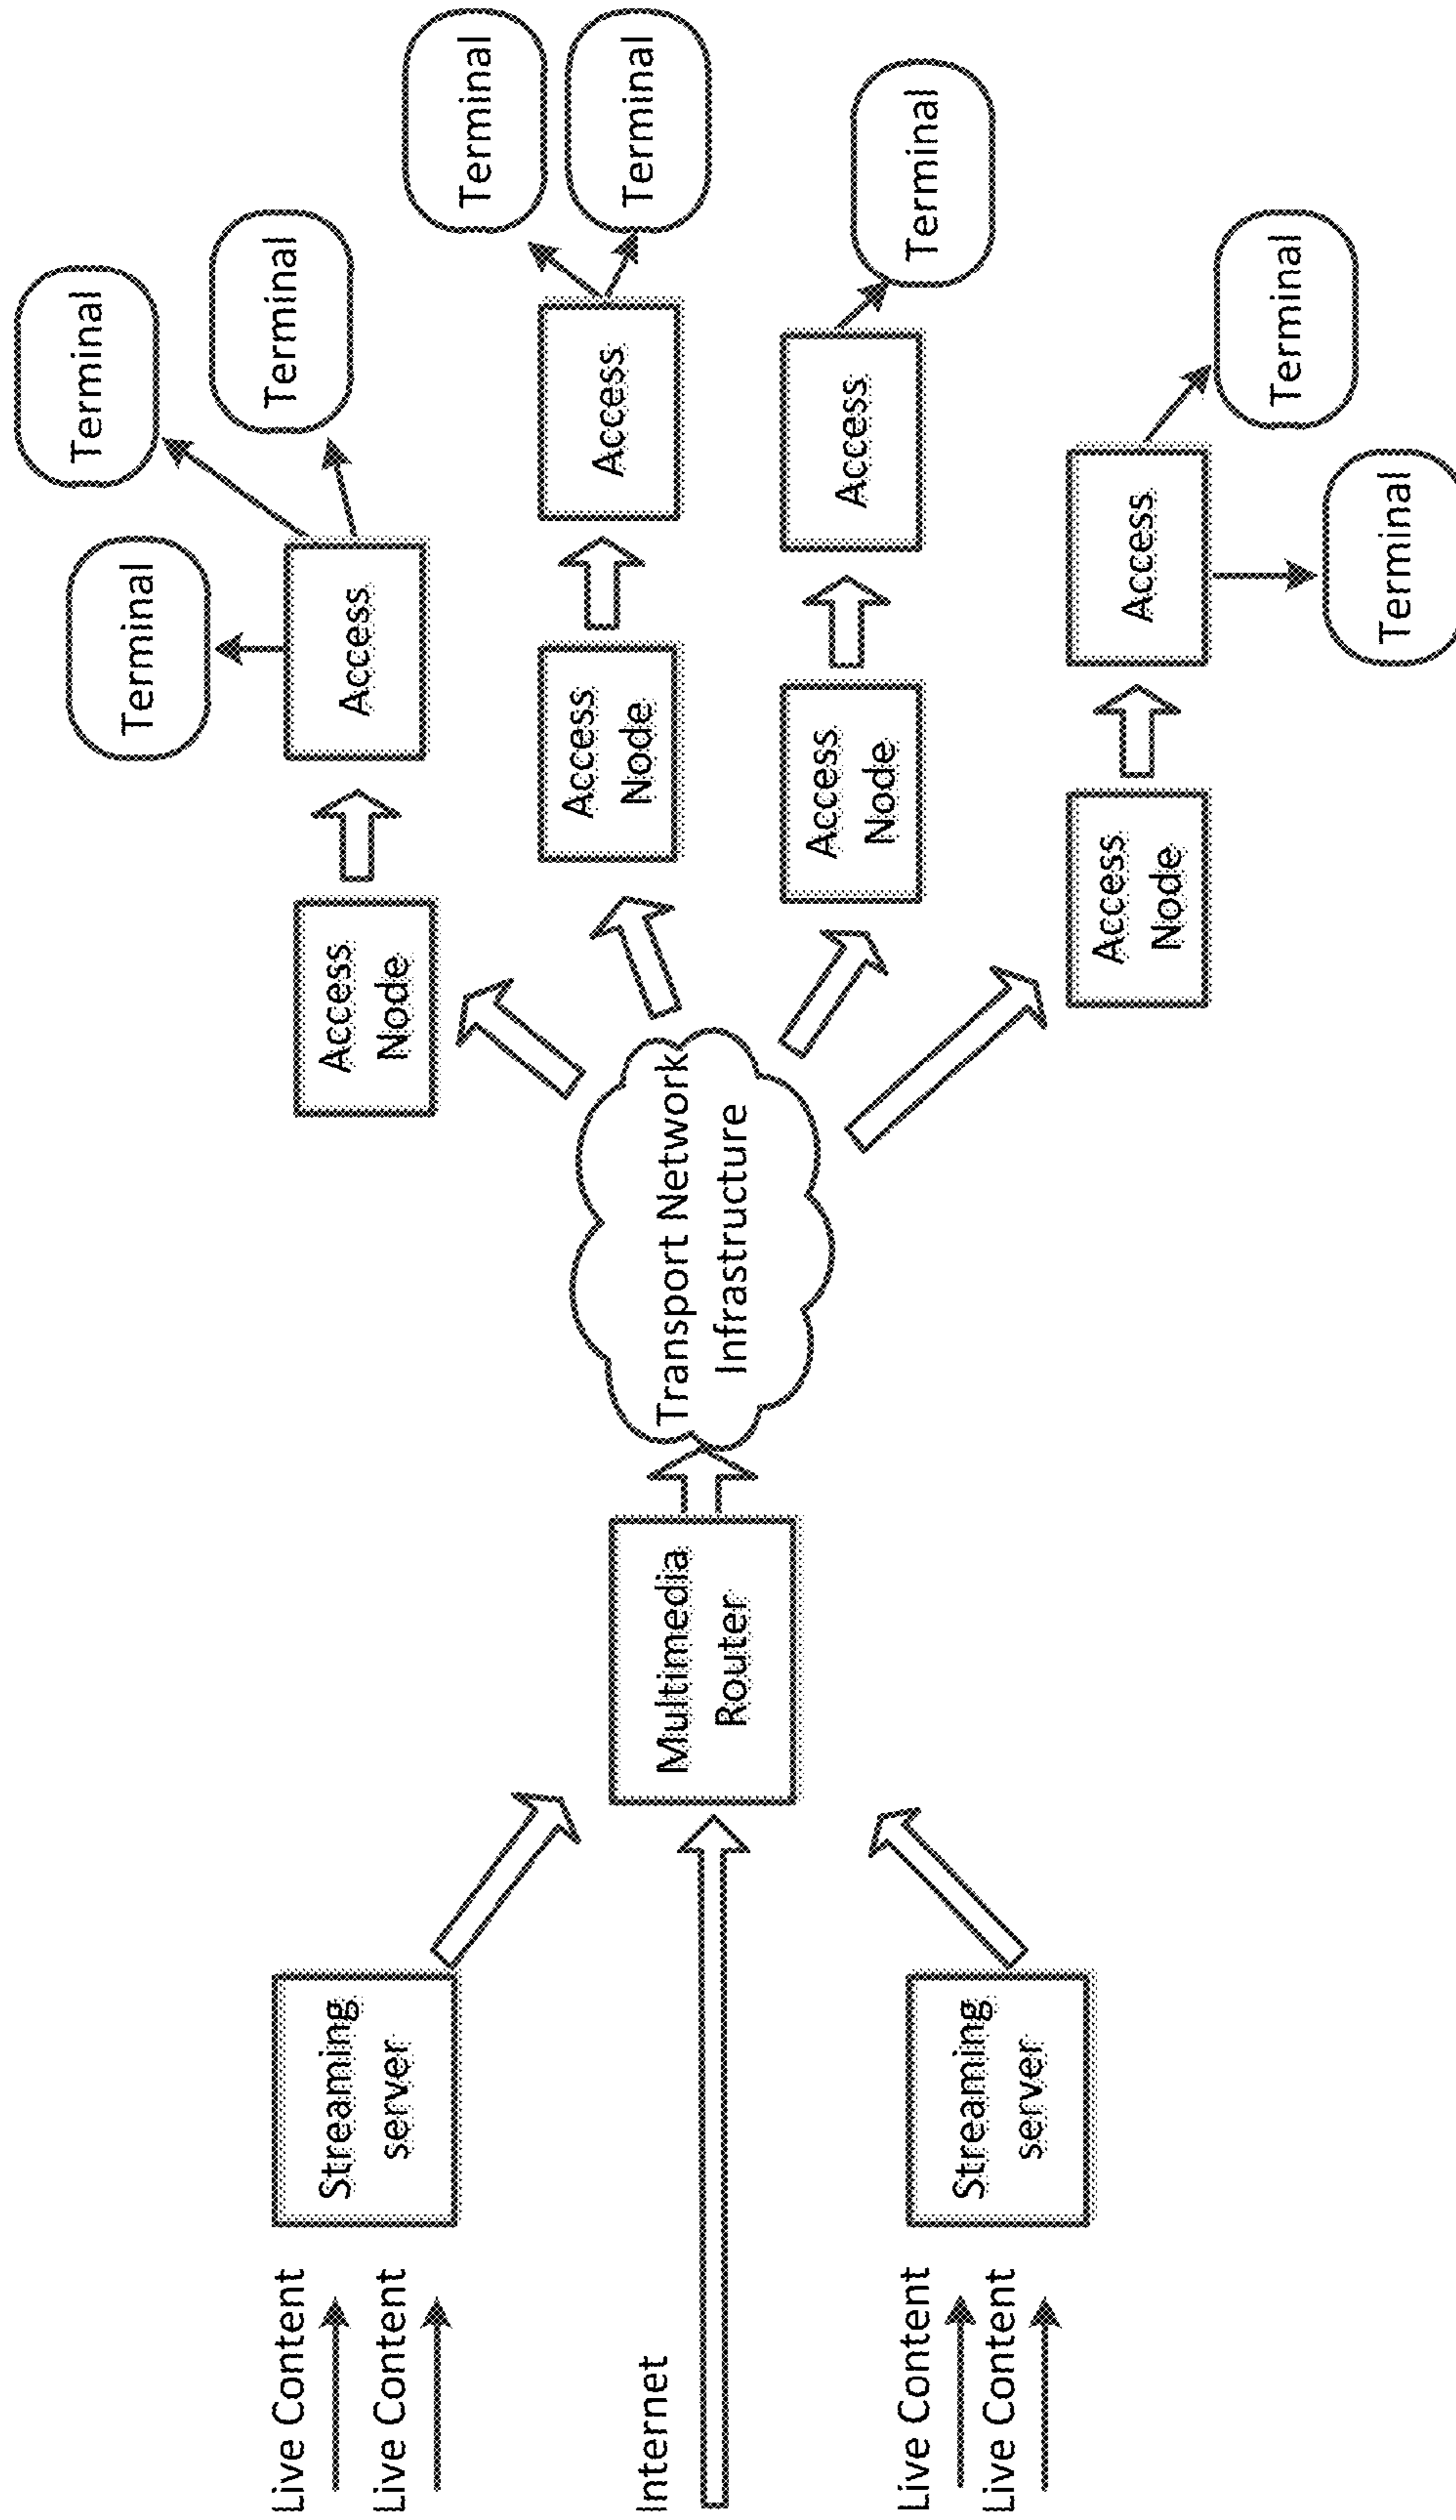 Live Content
Live Content
Streaming
server
Internet
Live Content
Live Content
Streaming
server
Multimedia
Router
Transport Network
Infrastructure
Access
Node
Access
Terminal
Terminal
Terminal
Access
Node
Access
Terminal
Terminal
Access
Node
Access
Terminal
Access
Node
Access
Terminal
Terminal